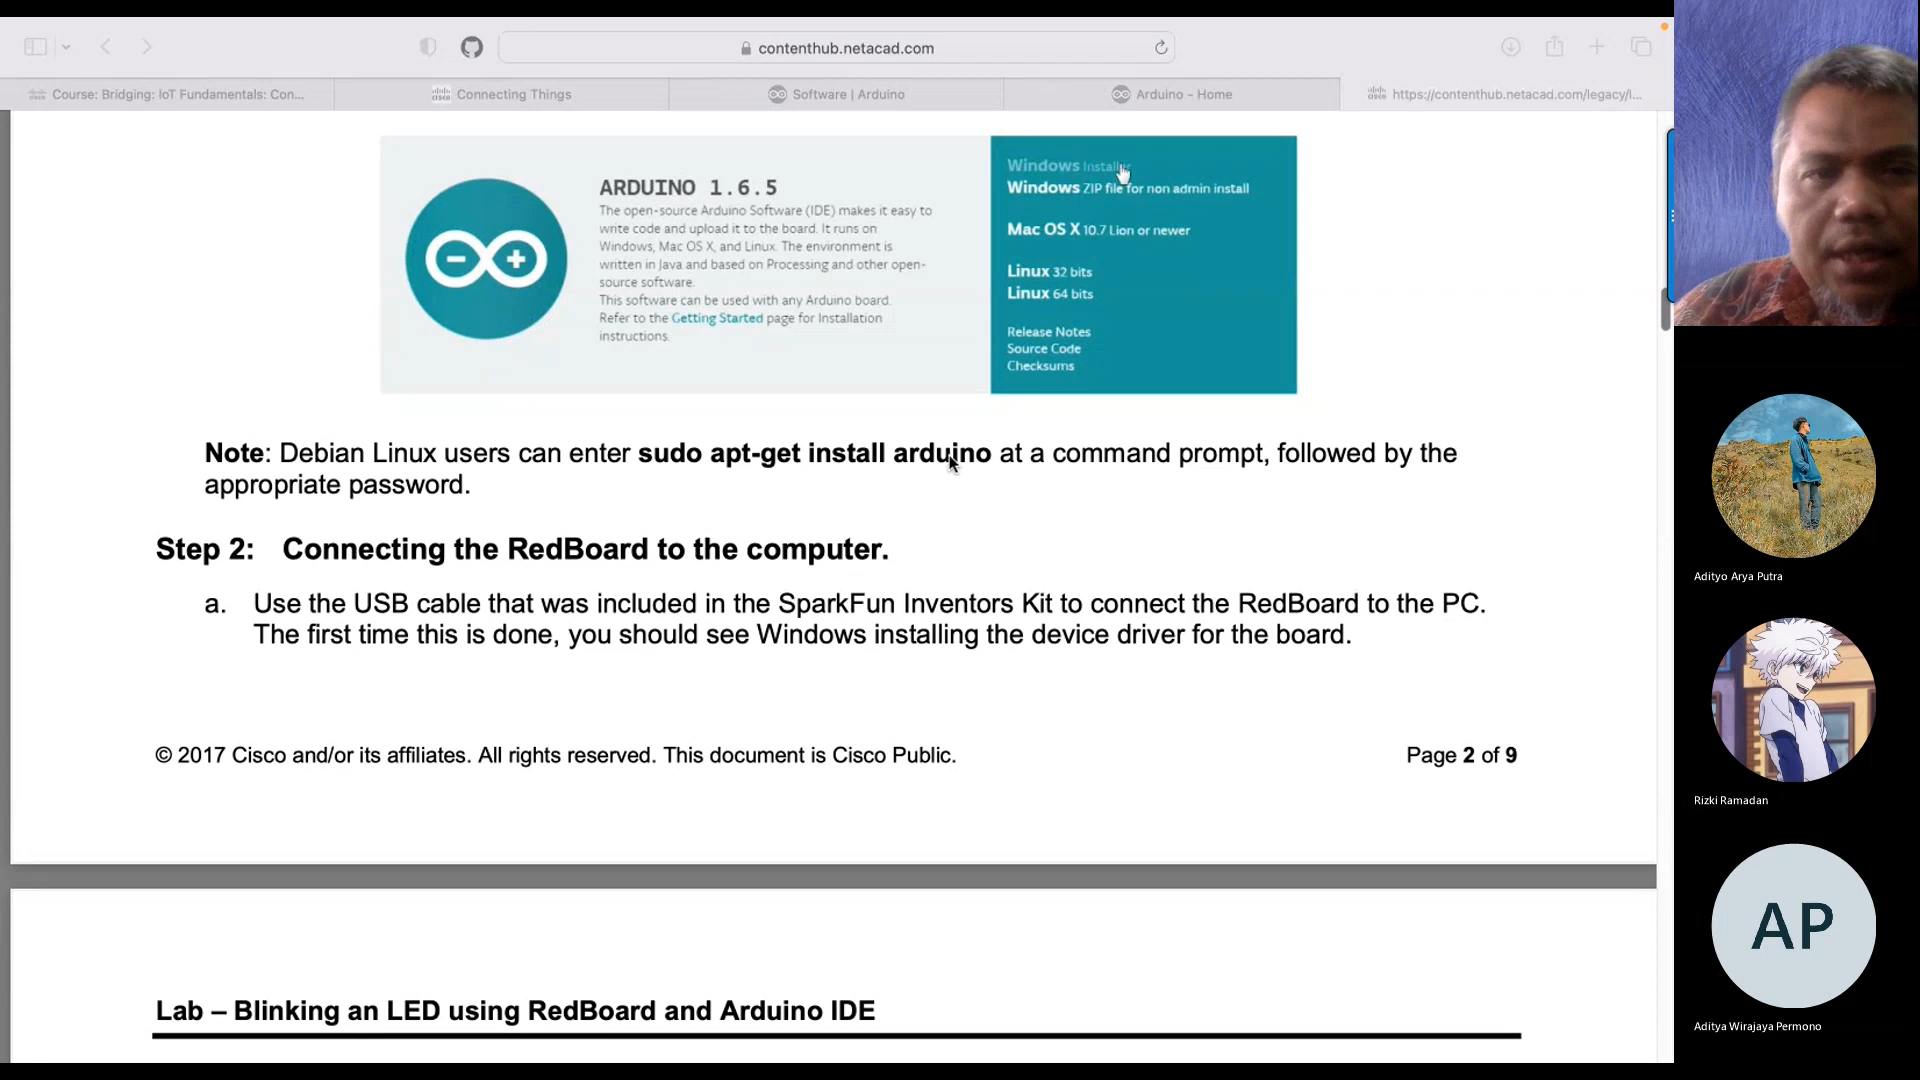 contenthub.netacad.com
Course: Bridging: IoT Fundamentals: Con...
Connecting Things
Software | Arduino
Arduino - Home
https://contenthub.netacad.com/legacy/I...
ARDUINO 1.6.5
The open-source Arduino Software (IDE) makes it easy to
write code and upload it to the board. It runs on
Windows, Mac OS X, and Linux. The environment is
written in Java and based on Processing and other open-
source software.
This software can be used with any Arduino board.
Refer to the Getting Started page for Installation
instructions.
Windows Installer
Windows ZIP file for non admin install
Mac OS X 10.7 Lion or newer
Linux 32 bits
Linux 64 bits
Release Notes
Source Code
Checksums
Note: Debian Linux users can enter sudo apt-get install arduino at a command prompt, followed by the
appropriate password.
Step 2: Connecting the RedBoard to the computer.
a. Use the USB cable that was included in the SparkFun Inventors Kit to connect the RedBoard to the PC.
The first time this is done, you should see Windows installing the device driver for the board.
© 2017 Cisco and/or its affiliates. All rights reserved. This document is Cisco Public.
Page 2 of 9
Lab – Blinking an LED using RedBoard and Arduino IDE
Adityo Arya Putra
Rizki Ramadan
AP
Aditya Wirajaya Permono